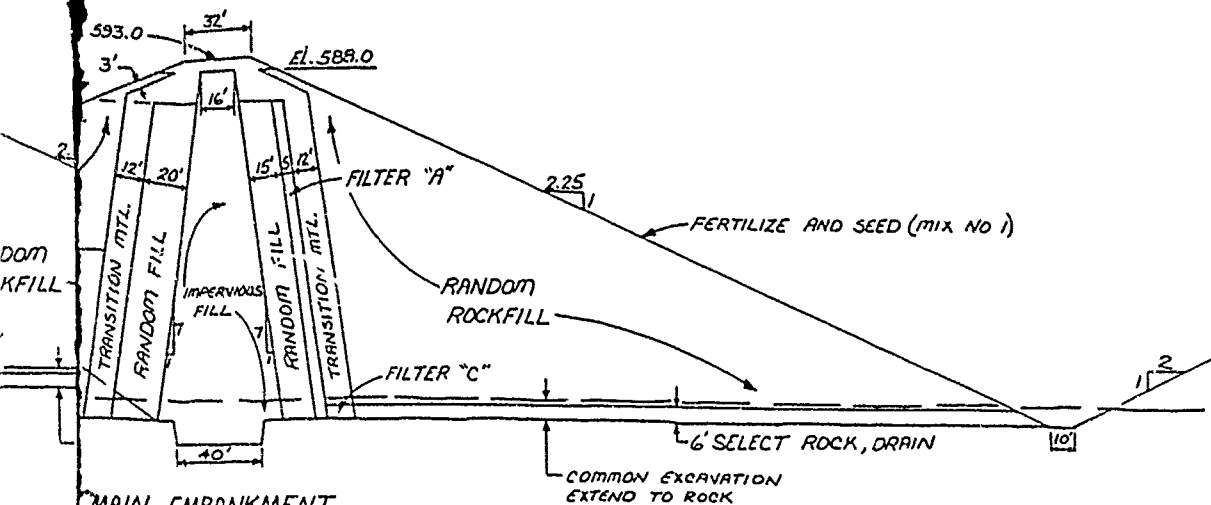 32'
593.0
El. 589.0
3'
16'
2
12'
20'
15'
5
12'
FILTER "A"
2.25
1
FERTILIZE AND SEED (MIX NO 1)
DOM
KFILL
TRANSITION MTL.
RANDOM FILL
IMPERVIOUS
FILL
RANDOM FILL
TRANSITION MTL.
RANDOM
ROCKFILL
7
1
7
1
2
1
FILTER "C"
40'
6' SELECT ROCK, DRAIN
10'
COMMON EXCAVATION
EXTEND TO ROCK
MAIN EMBANKMENT